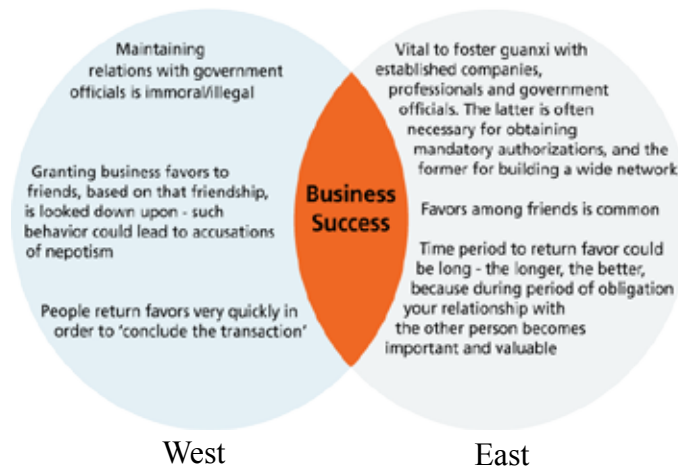 Maintaining
relations with government
officials is immoral/illegal
Granting business favors to
friends, based on that friendship,
is looked down upon - such
behavior could lead to accusations
of nepotism
People return favors very quickly in
order to 'conclude the transaction'
Business
Success
Vital to foster guanxi with
established companies,
professionals and government
officials. The latter is often
necessary for obtaining
mandatory authorizations, and the
former for building a wide network
Favors among friends is common
Time period to return favor could
be long - the longer, the better,
because during period of obligation
your relationship with
the other person becomes
important and valuable
West
East